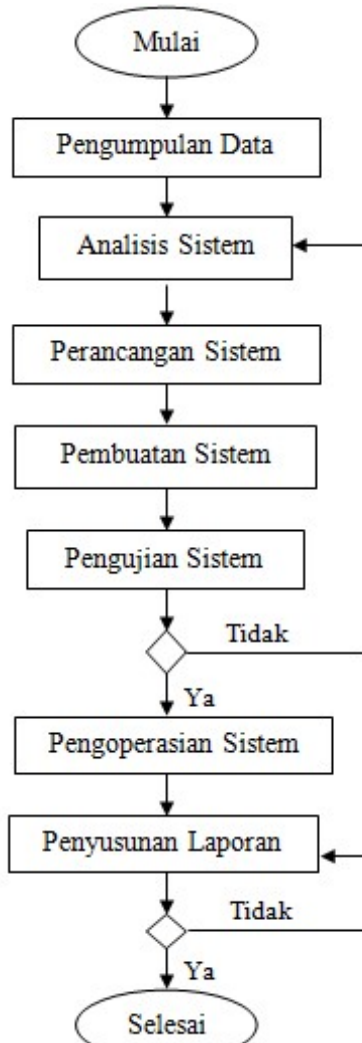 Mulai
Pengumpulan Data
Analisis Sistem
Perancangan Sistem
Pembuatan Sistem
Pengujian Sistem
Tidak
Ya
Pengoperasian Sistem
Penyusunan Laporan
Tidak
Ya
Selesai